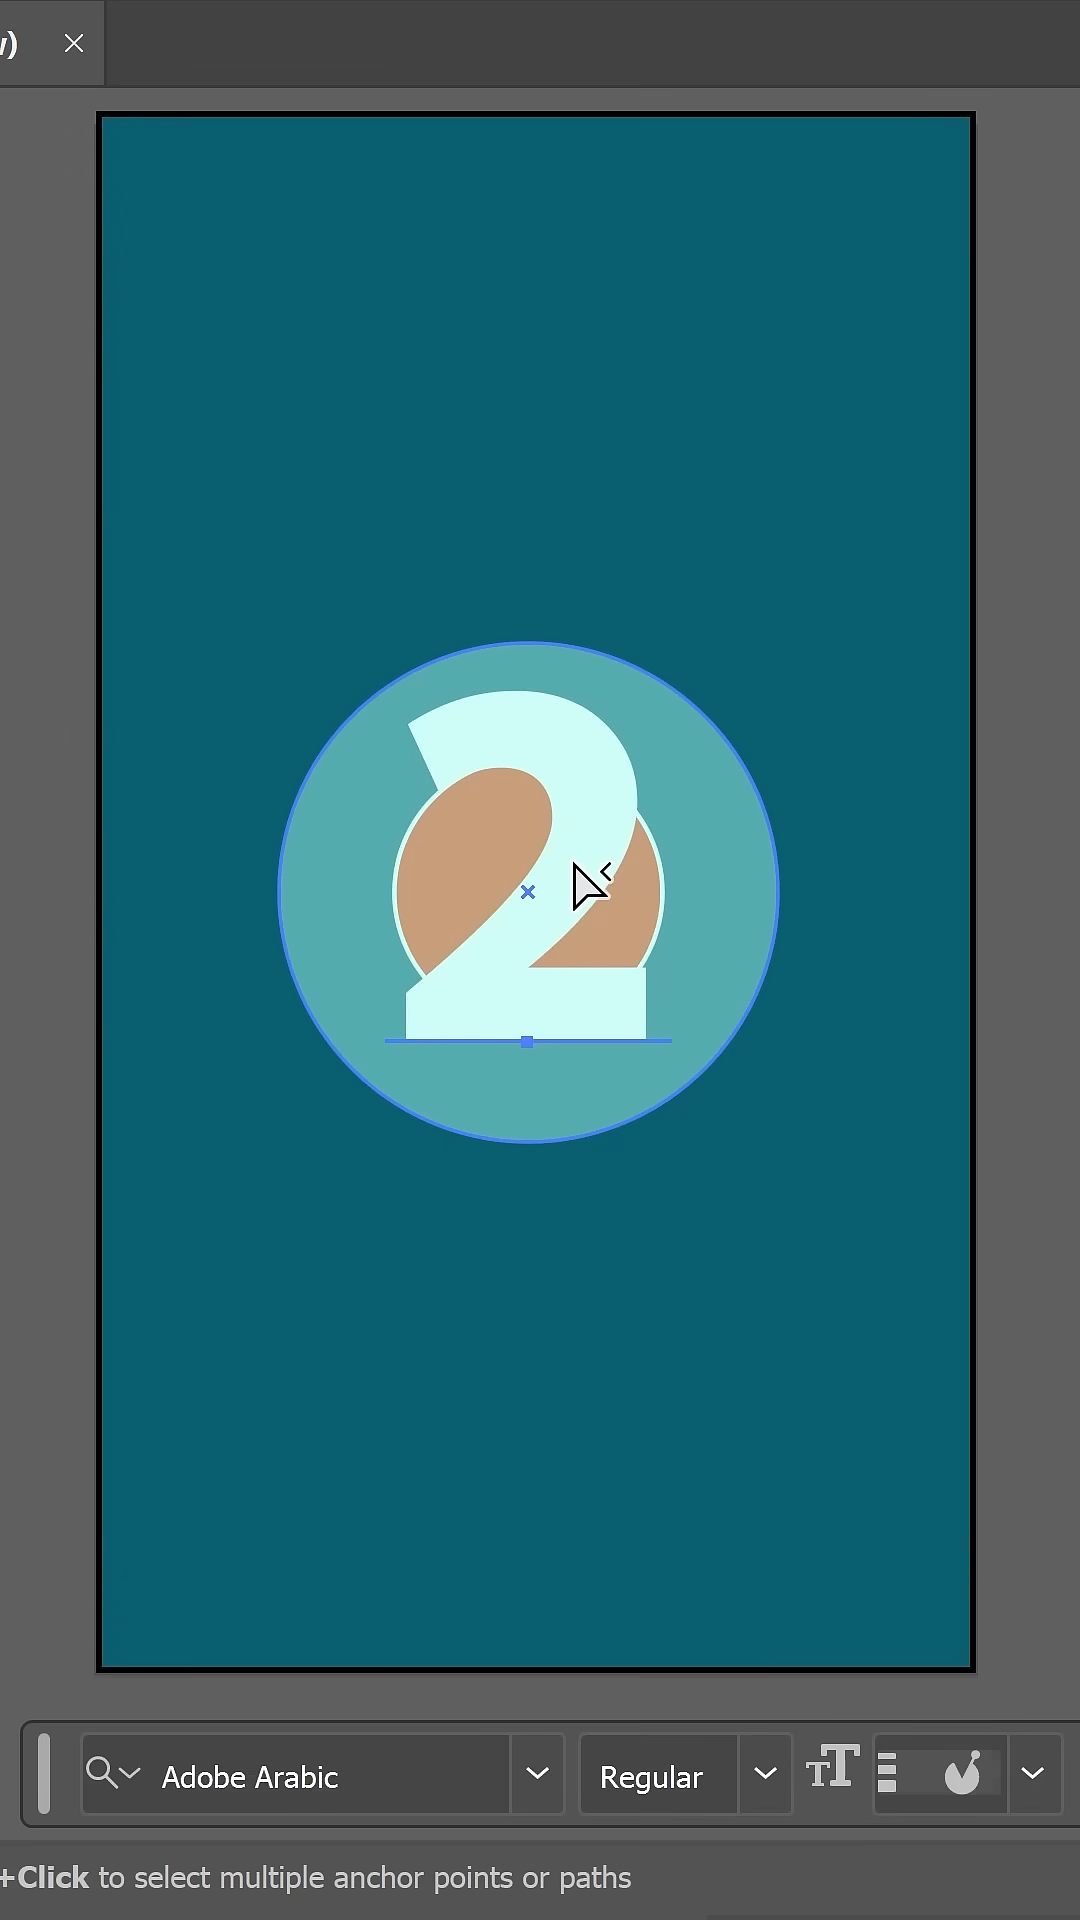 2
Adobe Arabic
Regular
+Click to select multiple anchor points or paths